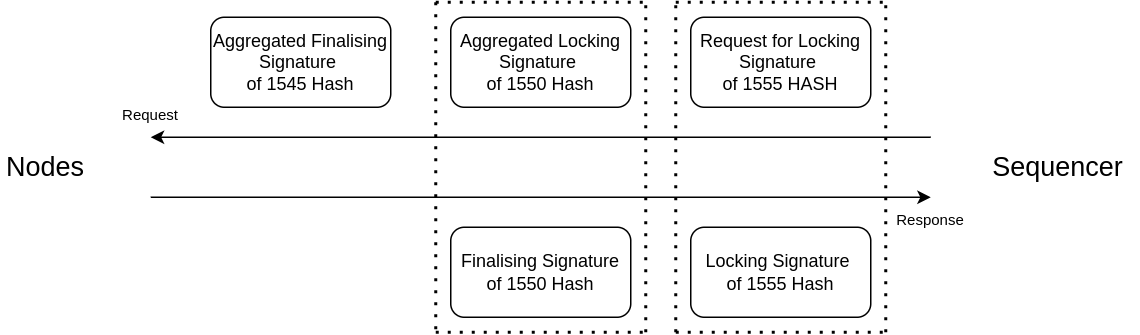 Aggregated Finalising
Signature
of 1545 Hash
Aggregated Locking
Signature
of 1550 Hash
Request for Locking
Signature
of 1555 HASH
Request
Nodes
Sequencer
Response
Finalising Signature
of 1550 Hash
Locking Signature
of 1555 Hash